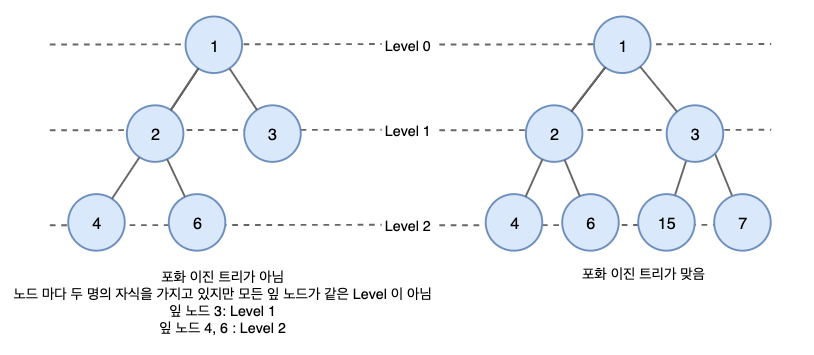 1
Level 0
1
2
3
Level 1
2
3
4
6
Level 2
4
6
15
7
포화 이진 트리가 아님
노드 마다 두 명의 자식을 가지고 있지만 모든 잎 노드가 같은 Level 이 아님
잎 노드 3: Level 1
잎 노드 4, 6 : Level 2
포화 이진 트리가 맞음